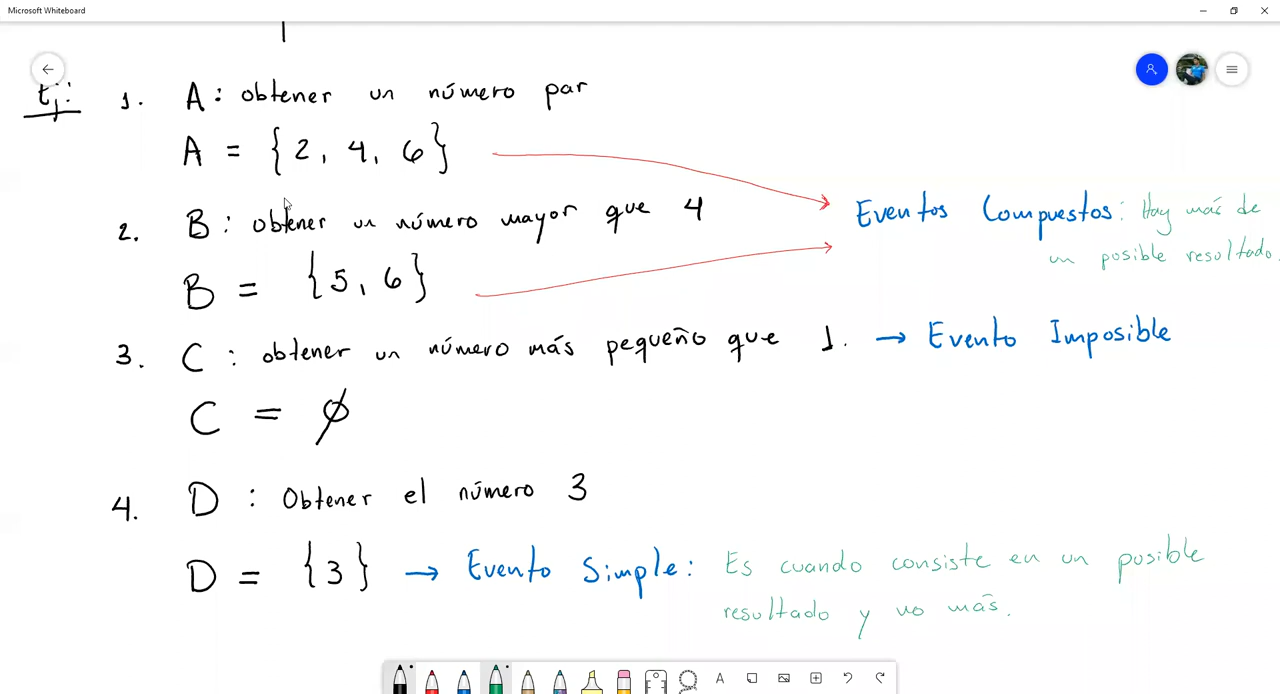 Microsoft Whiteboard
Ej:
1. A: obtener un número par
A = {2, 4, 6}
2. B: obtener un número mayor que 4
B = {5, 6}
Eventos Compuestos: Hay más de
un posible resultado.
3. C: obtener un número más pequeño que 1. → Evento Imposible
C = ∅
4. D: Obtener el número 3
D = {3} → Evento Simple: Es cuando consiste en un posible
resultado y no más.
A